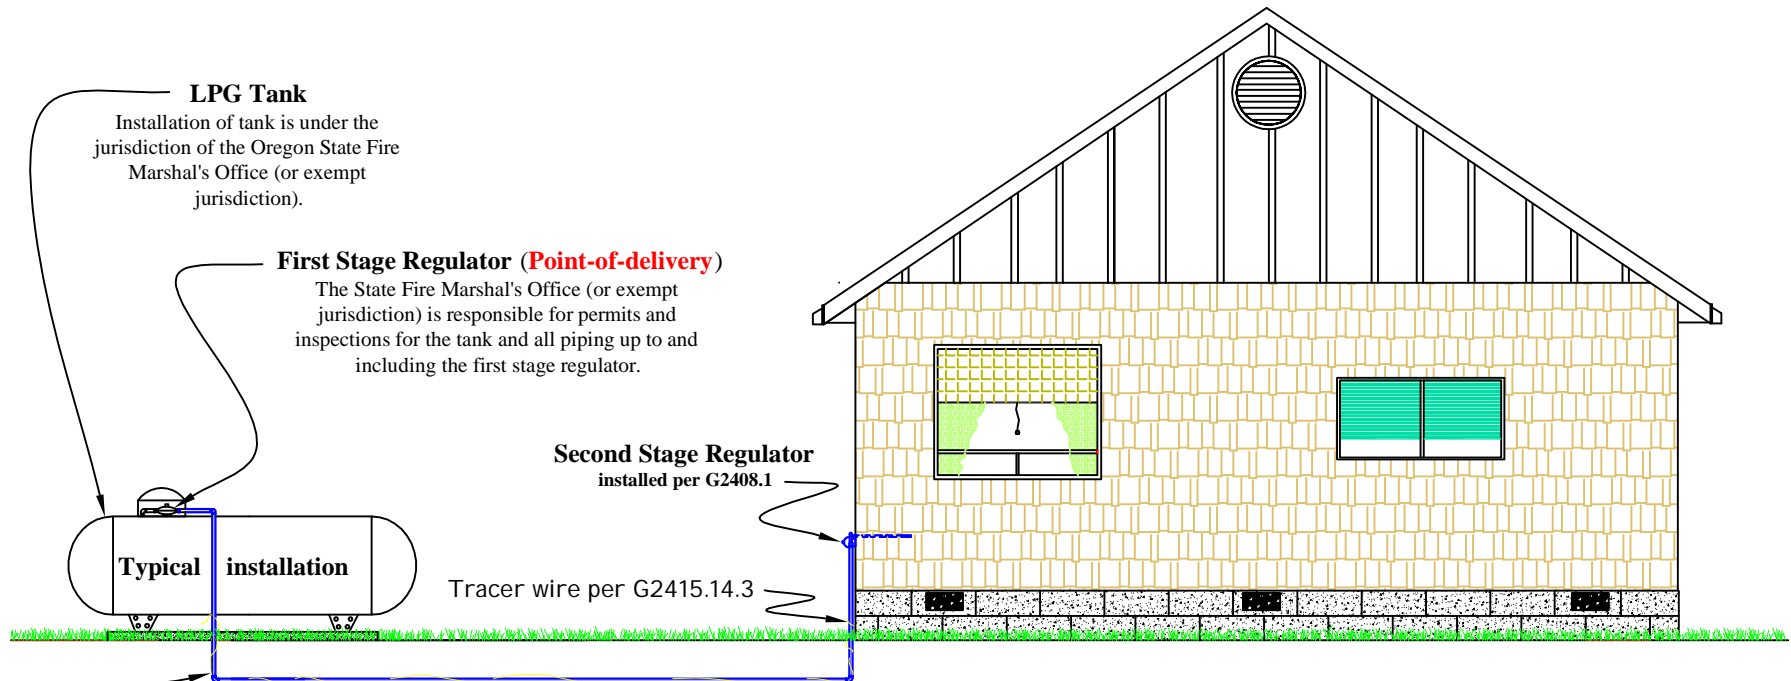 LPG Tank
Installation of tank is under the
jurisdiction of the Oregon State Fire
Marshal's Office (or exempt
jurisdiction).
First Stage Regulator (Point-of-delivery)
The State Fire Marshal's Office (or exempt
jurisdiction) is responsible for permits and
inspections for the tank and all piping up to and
including the first stage regulator.
Second Stage Regulator
installed per G2408.1
Typical installation
Tracer wire per G2415.14.3